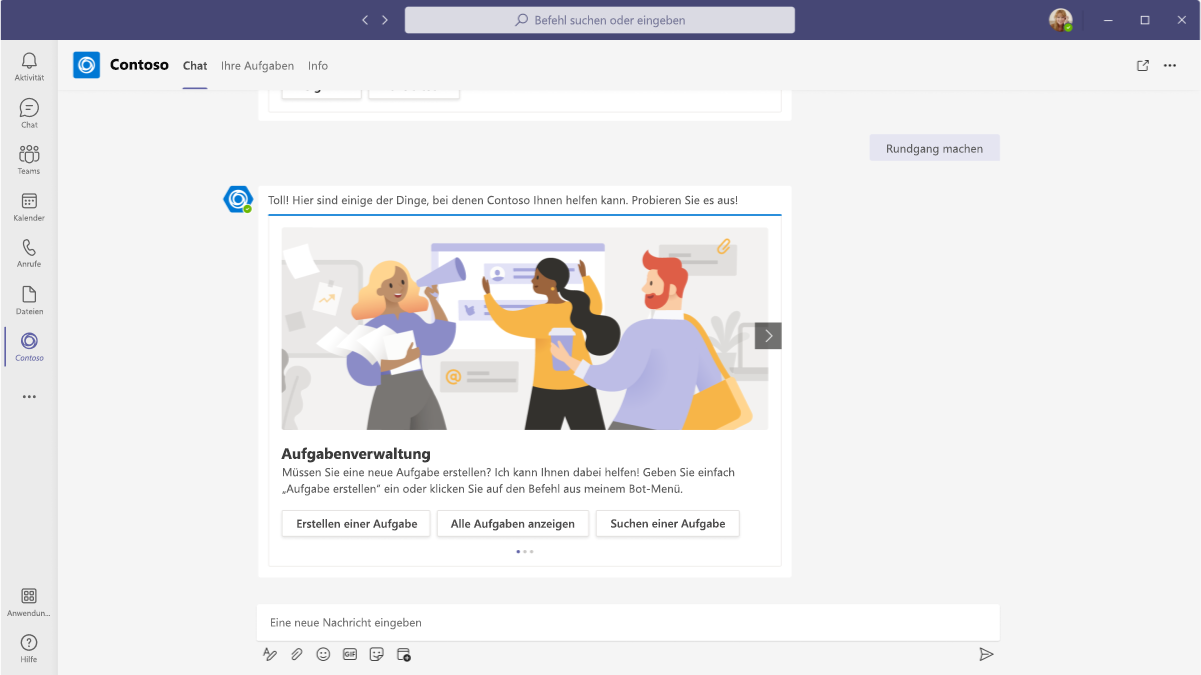 Befehl suchen oder eingeben
Aktivität
Chat
Teams
Kalender
Anrufe
Dateien
Contoso
Anwendun...
Hilfe
Contoso
Chat
Ihre Aufgaben
Info
Rundgang machen
Toll! Hier sind einige der Dinge, bei denen Contoso Ihnen helfen kann. Probieren Sie es aus!
@
Aufgabenverwaltung
Müssen Sie eine neue Aufgabe erstellen? Ich kann Ihnen dabei helfen! Geben Sie einfach
„Aufgabe erstellen“ ein oder klicken Sie auf den Befehl aus meinem Bot-Menü.
Erstellen einer Aufgabe
Alle Aufgaben anzeigen
Suchen einer Aufgabe
Eine neue Nachricht eingeben
GIF